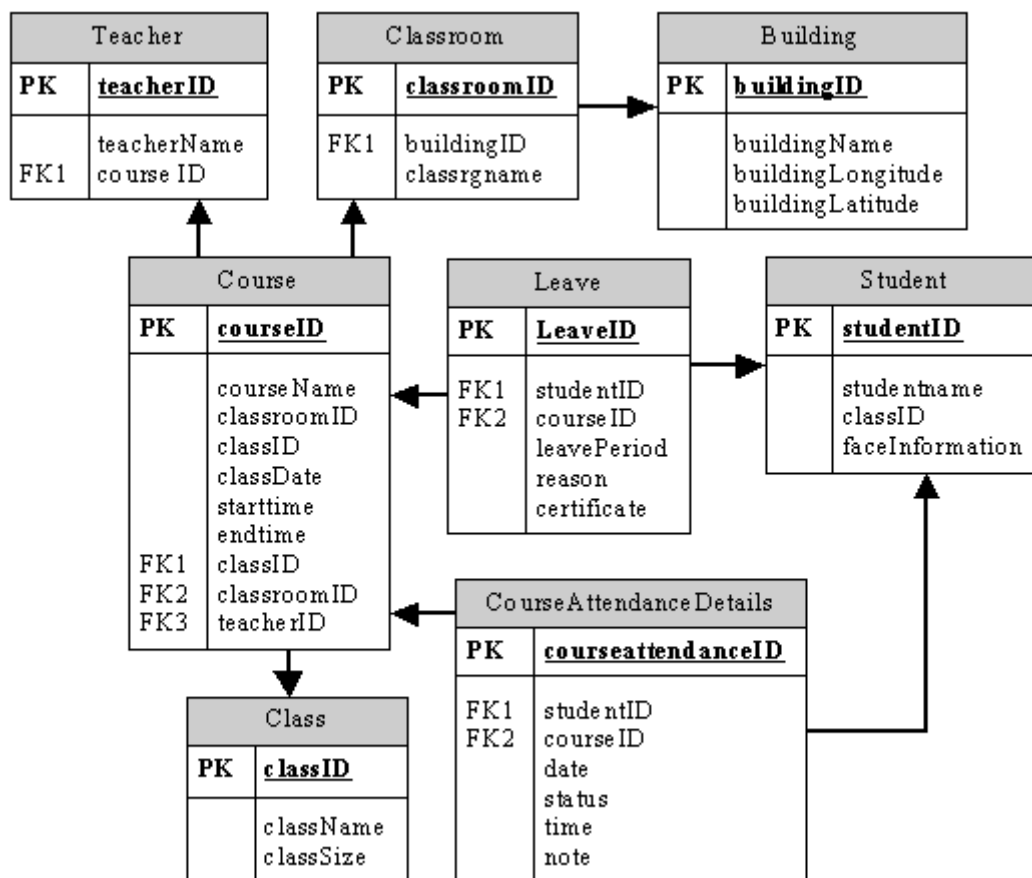 Teacher
PK teacherID
teacherName
FK1 course ID
Classroom
PK classroomID
FK1 buildingID
classrgname
Building
PK buildingID
buildingName
buildingLongitude
buildingLatitude
Course
PK courseID
courseName
classroomID
classID
classDate
starttime
endtime
FK1 classID
FK2 classroomID
FK3 teacherID
Leave
PK LeaveID
FK1 studentID
FK2 courseID
leavePeriod
reason
certificate
Student
PK studentID
studentname
classID
faceInformation
CourseAttendanceDetails
PK courseattendanceID
FK1 studentID
FK2 courseID
date
status
time
note
Class
PK classID
className
classSize